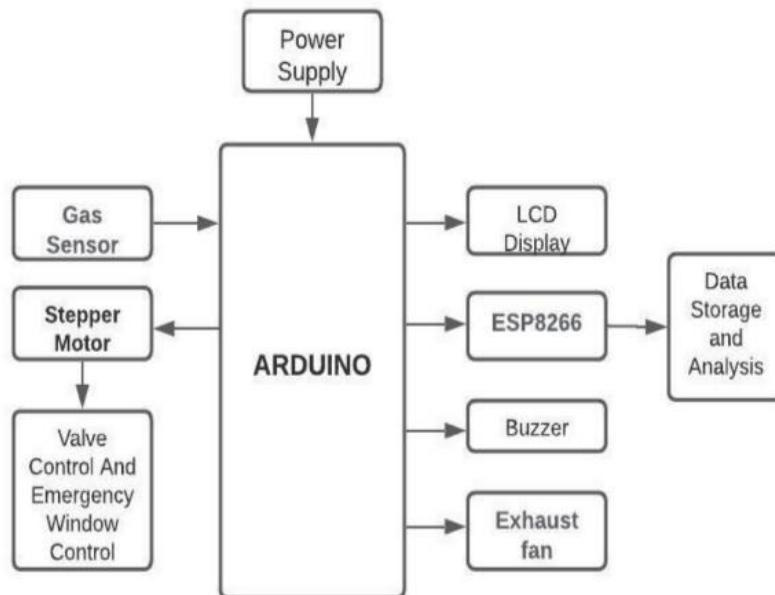 Power
Supply
Gas
Sensor
Stepper
Motor
Valve
Control And
Emergency
Window
Control
ARDUINO
LCD
Display
ESP8266
Buzzer
Exhaust
fan
Data
Storage
and
Analysis